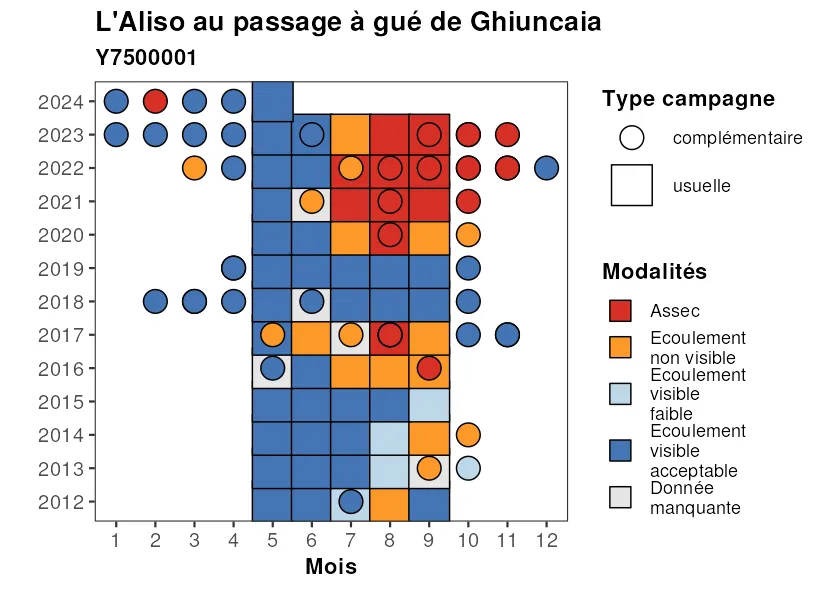 L'Aliso au passage à gué de Ghiuncaia
Y7500001
2024
2023
2022
2021
2020
2019
2018
2017
2016
2015
2014
2013
2012
1 2 3 4 5 6 7 8 9 10 11 12
Mois
Type campagne
complémentaire
usuelle
Modalités
Assec
Ecoulement
non visible
Ecoulement
visible
faible
Ecoulement
visible
acceptable
Donnée
manquante